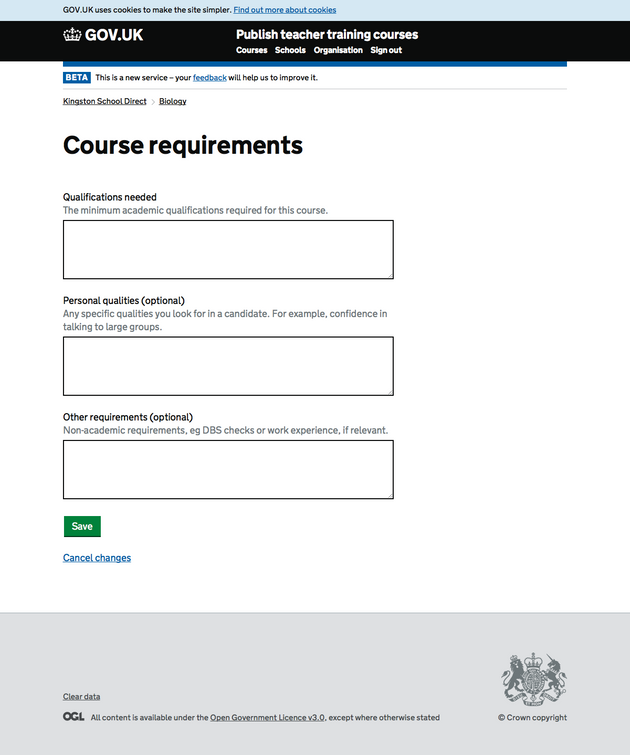 GOV.UK uses cookies to make the site simpler. Find out more about cookies
GOV.UK
Publish teacher training courses
Courses Schools Organisation Sign out
BETA This is a new service – your feedback will help us to improve it.
Kingston School Direct > Biology
Course requirements
Qualifications needed
The minimum academic qualifications required for this course.
Personal qualities (optional)
Any specific qualities you look for in a candidate. For example, confidence in
talking to large groups.
Other requirements (optional)
Non-academic requirements, eg DBS checks or work experience, if relevant.
Save
Cancel changes
Clear data
OGL All content is available under the Open Government Licence v3.0, except where otherwise stated
© Crown copyright